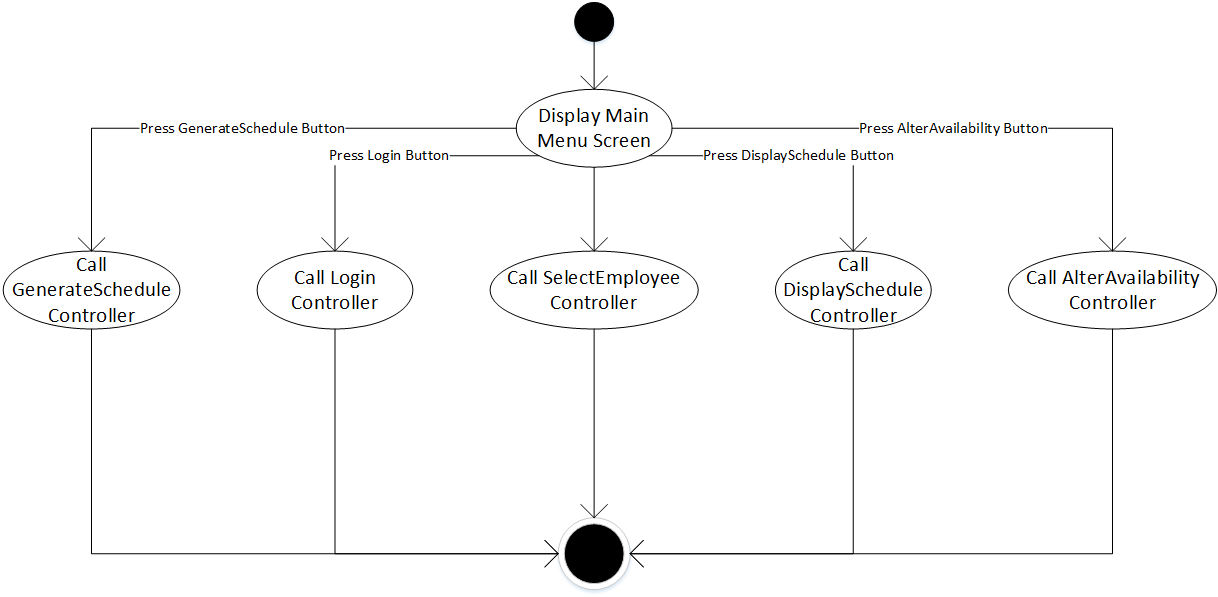 Display Main
Menu Screen
Press GenerateSchedule Button
Press AlterAvailability Button
Press Login Button
Press DisplaySchedule Button
Call
GenerateSchedule
Controller
Call Login
Controller
Call SelectEmployee
Controller
Call
DisplaySchedule
Controller
Call AlterAvailability
Controller